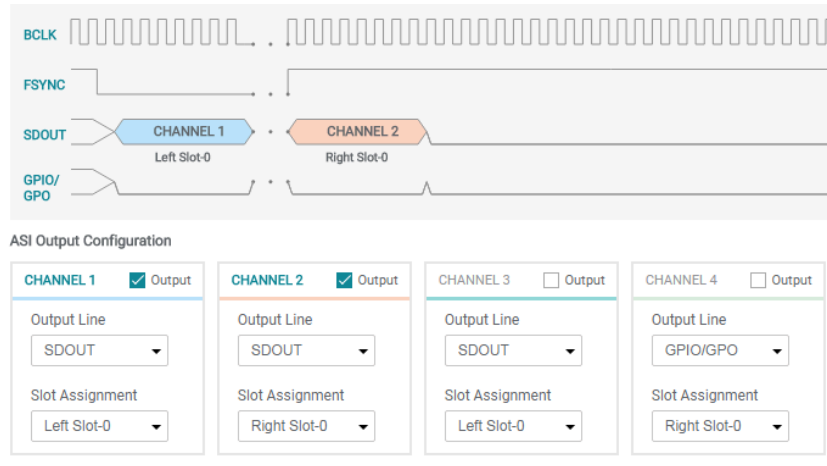 BCLK
FSYNC
SDOUT CHANNEL 1 CHANNEL 2
Left Slot-0 Right Slot-0
GPIO/
GPO
ASI Output Configuration
CHANNEL 1 Output CHANNEL 2 Output CHANNEL 3 Output CHANNEL 4 Output
Output Line Output Line Output Line Output Line
SDOUT SDOUT SDOUT GPIO/GPO
Slot Assignment Slot Assignment Slot Assignment Slot Assignment
Left Slot-0 Right Slot-0 Left Slot-0 Right Slot-0